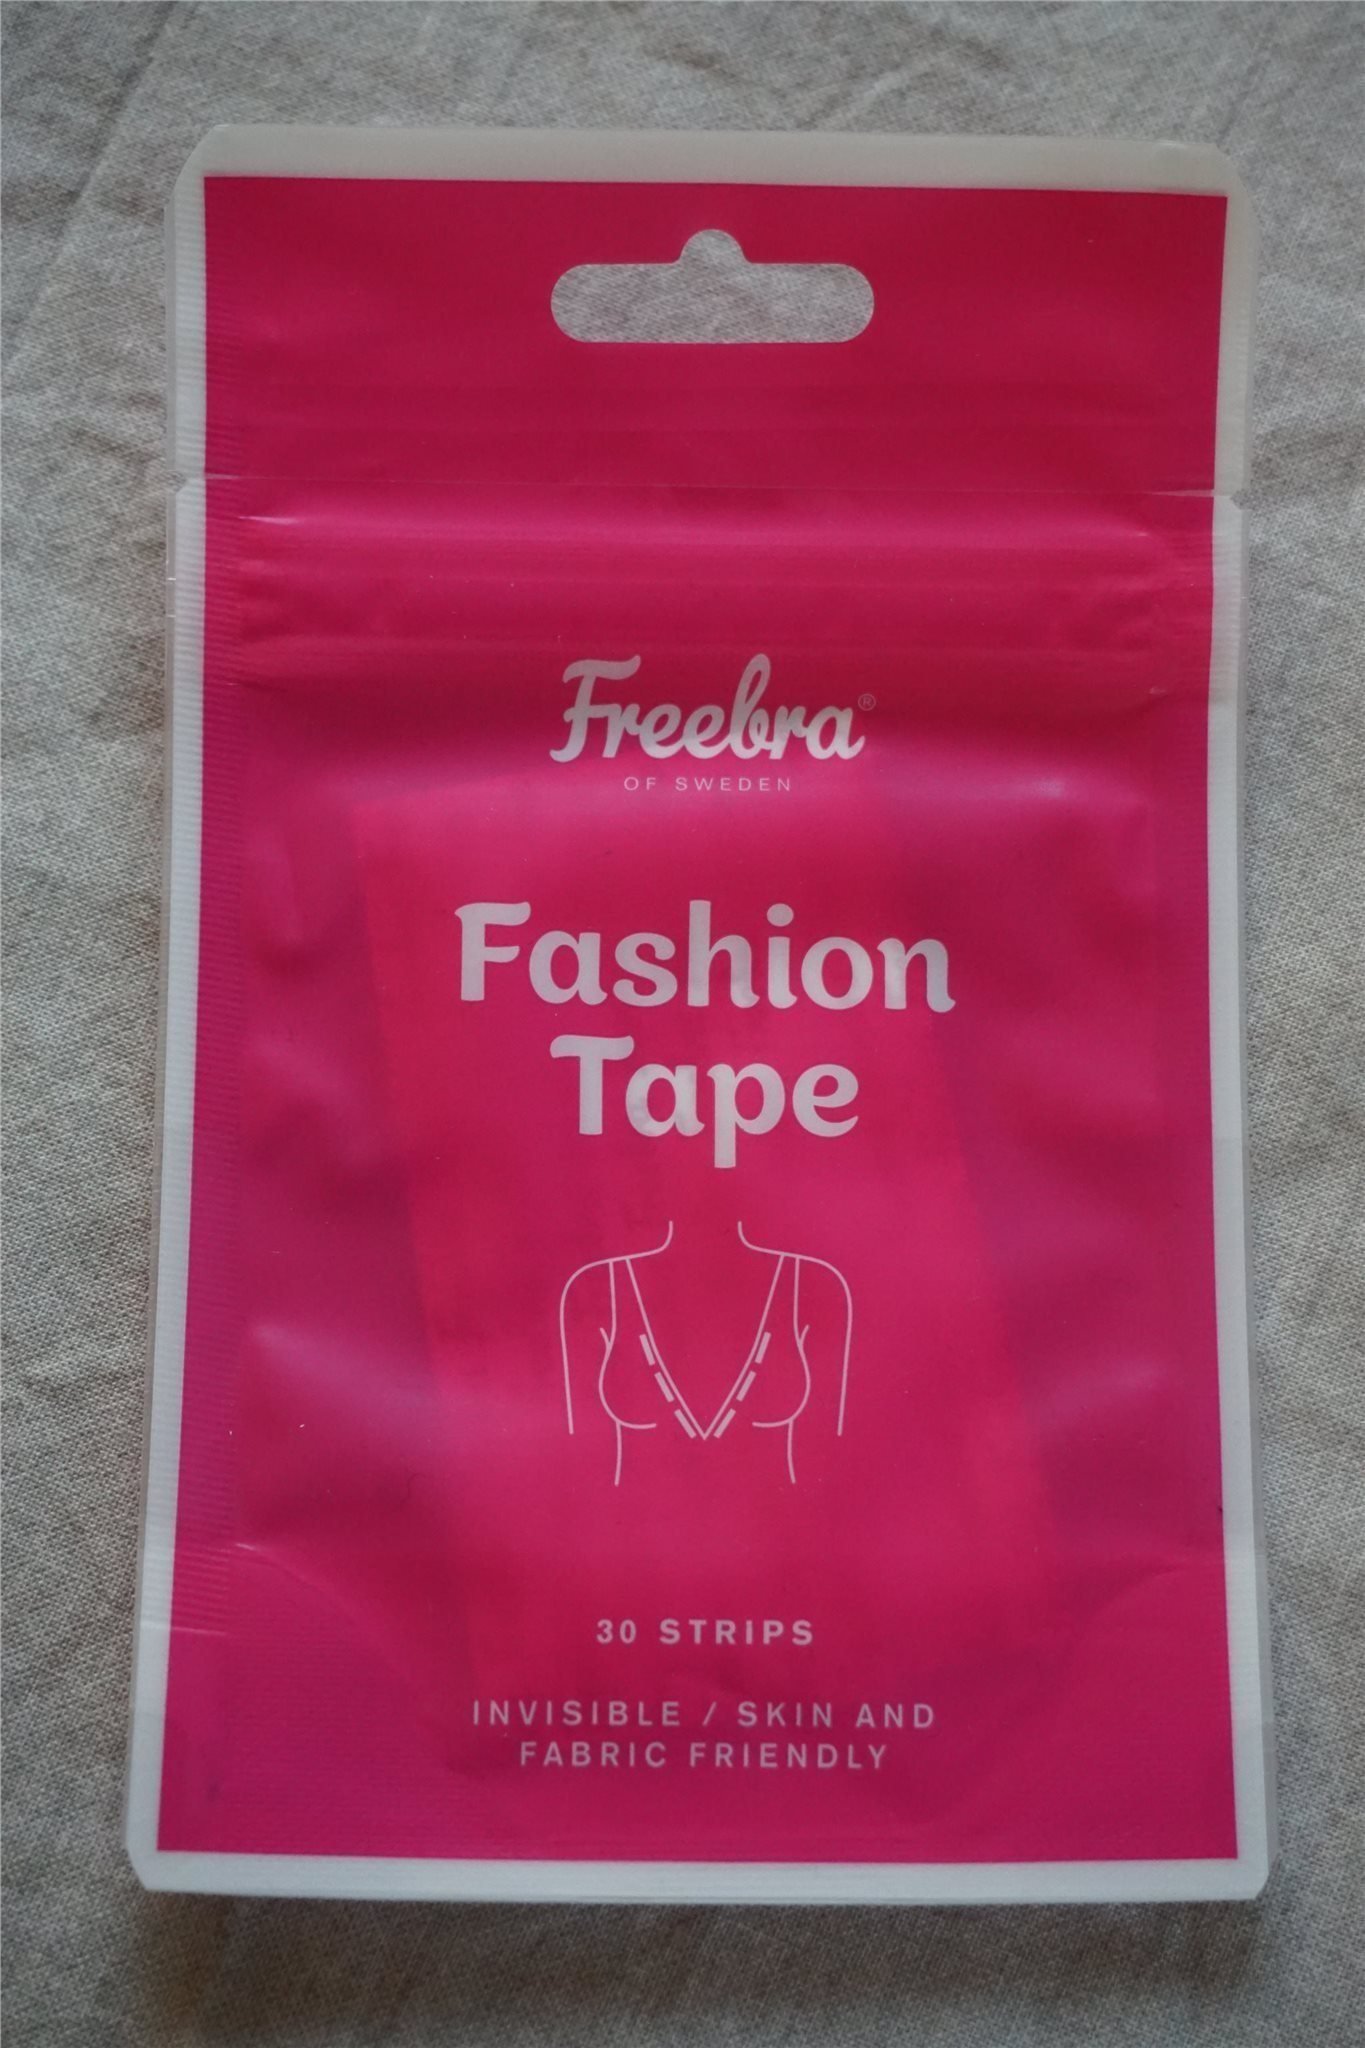 Freebra®
OF SWEDEN
Fashion
Tape
30 STRIPS
INVISIBLE / SKIN AND
FABRIC FRIENDLY